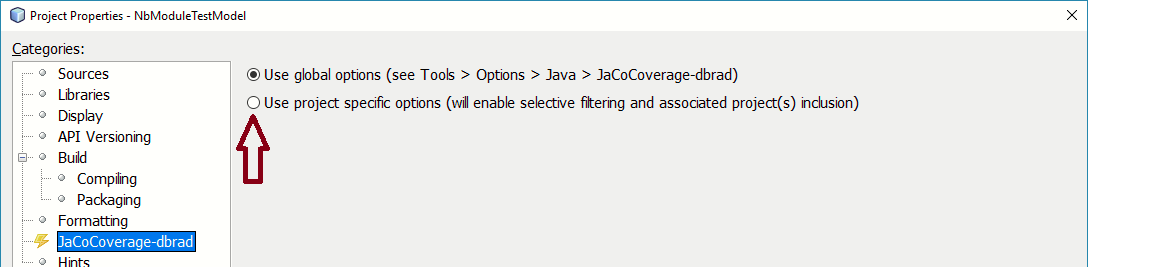 Project Properties - NbModuleTestModel
Categories:
Sources
Libraries
Display
API Versioning
Build
Compiling
Packaging
Formatting
JaCoCoverage-dbrad
Hints
Use global options (see Tools > Options > Java > JaCoCoverage-dbrad)
Use project specific options (will enable selective filtering and associated project(s) inclusion)